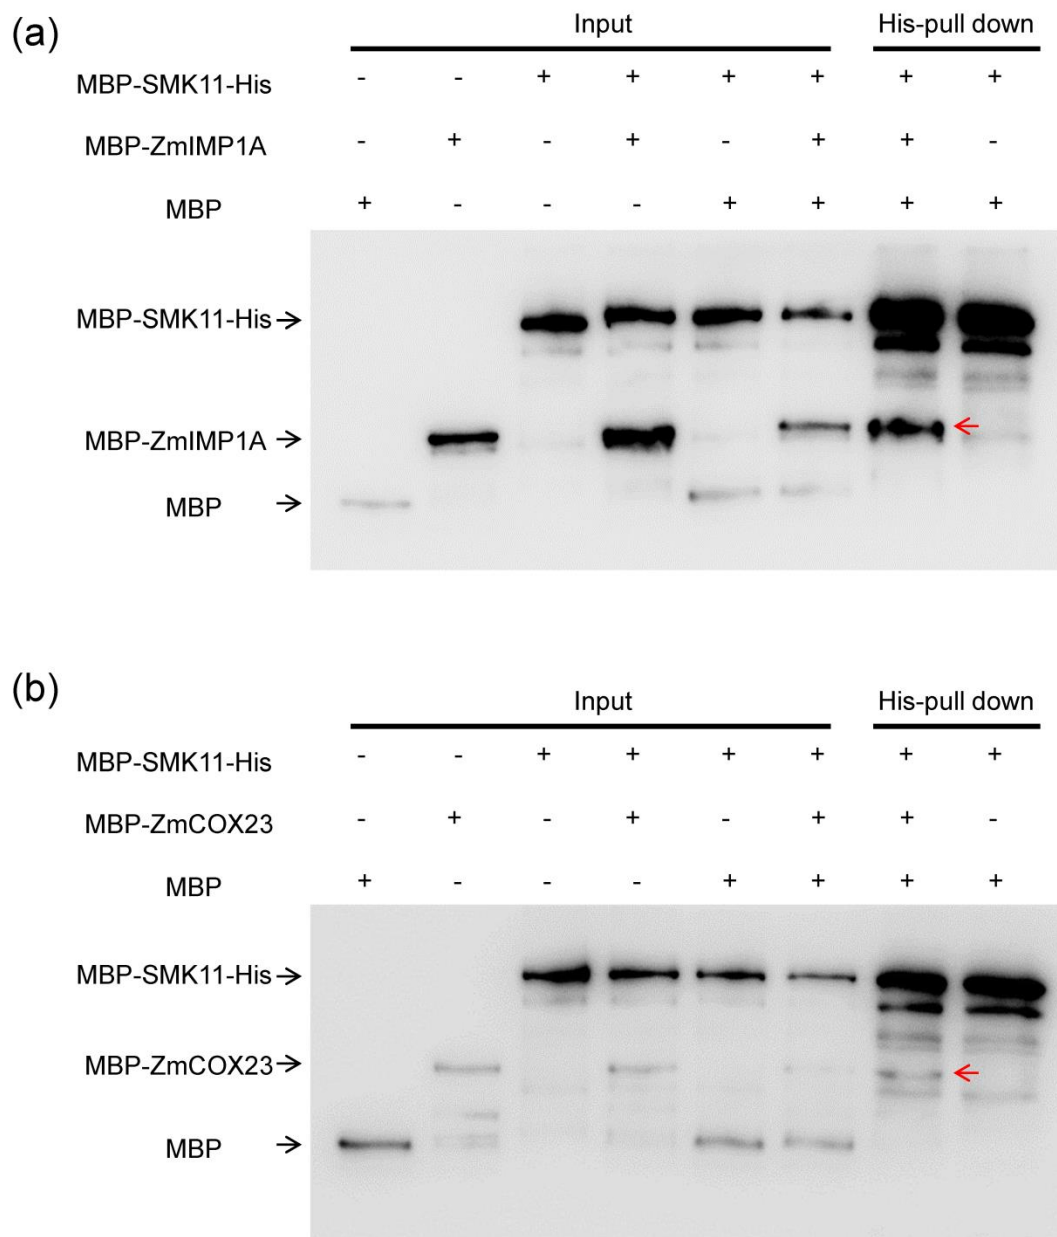 (a)
Input His-pull down
MBP-SMK11-His - - + + + + + +
MBP-ZmIMP1A - + - + - + + -
MBP + - - - + + + +
MBP-SMK11-His
MBP-ZmIMP1A
MBP
(b)
Input His-pull down
MBP-SMK11-His - - + + + + + +
MBP-ZmCOX23 - + - + - + + -
MBP + - - - + + + +
MBP-SMK11-His
MBP-ZmCOX23
MBP